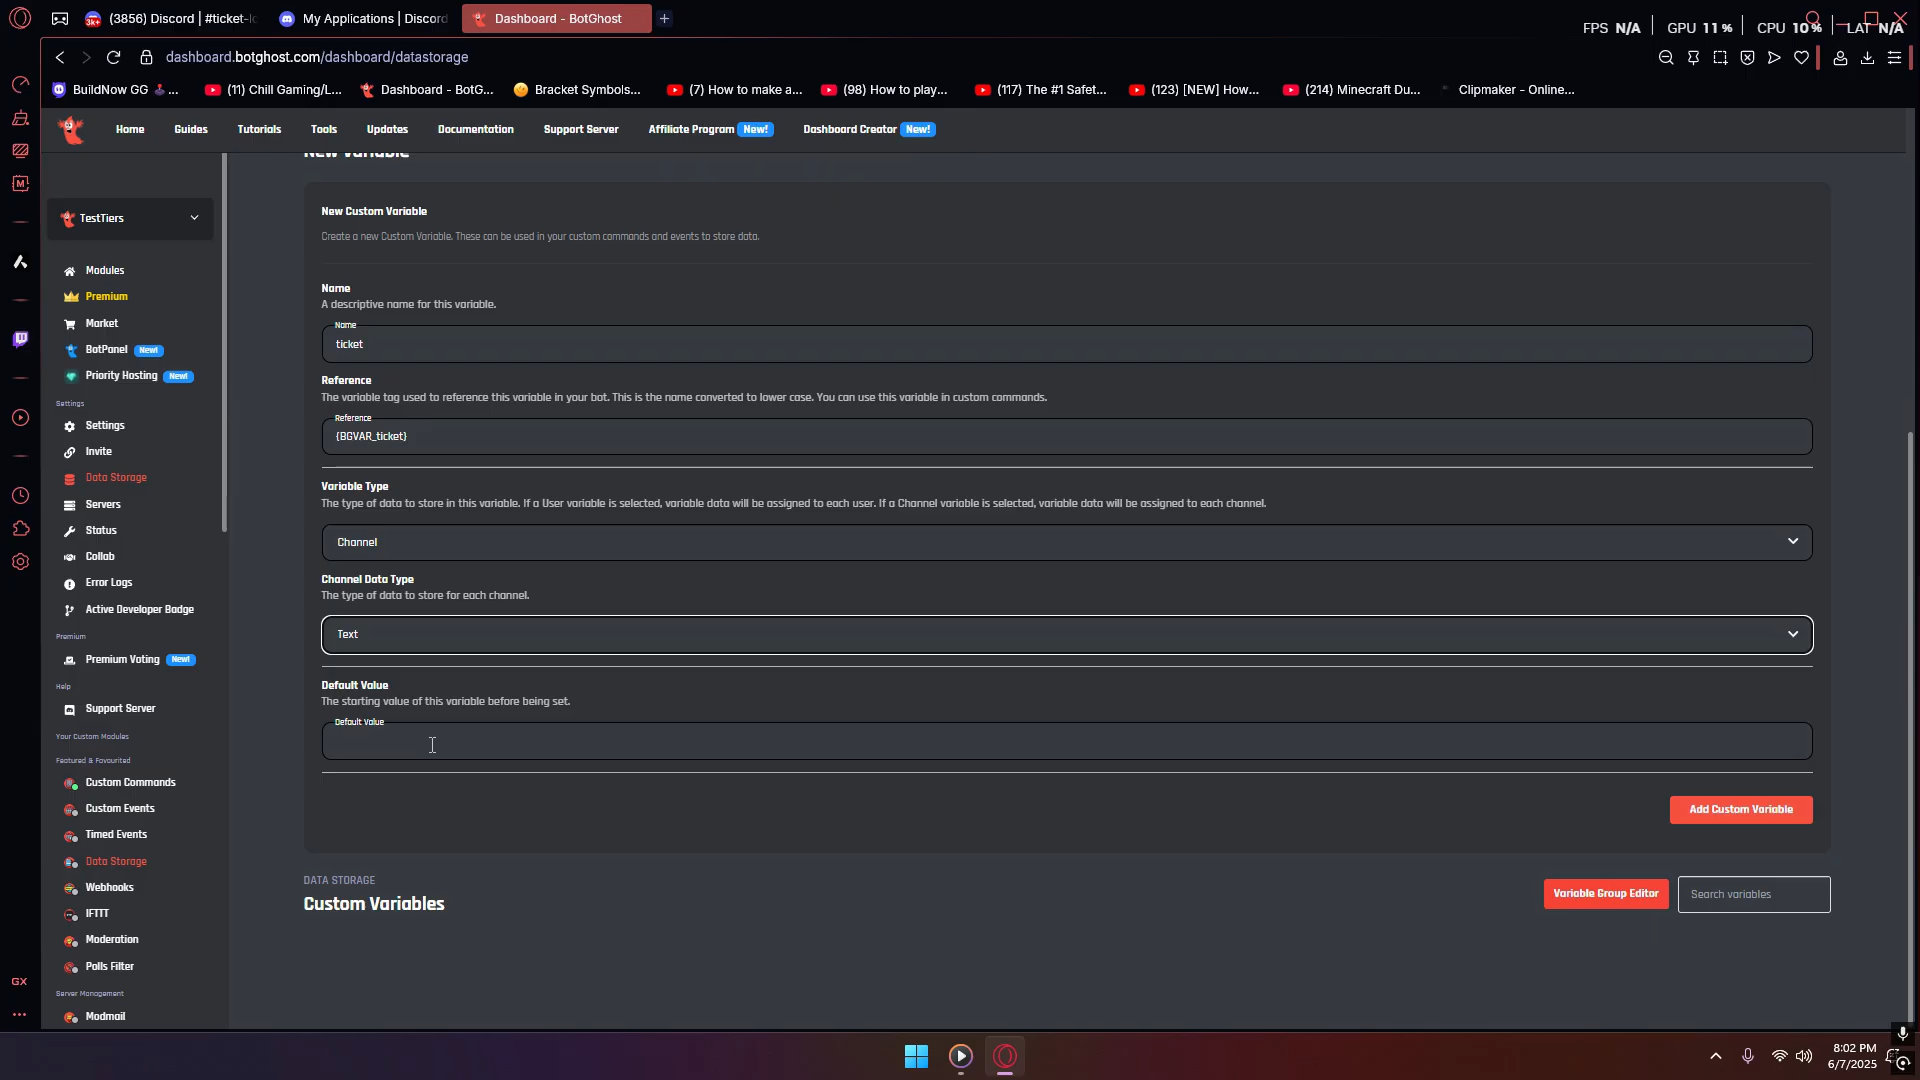 (3856) Discord | #ticket-lo
My Applications | Discord
Dashboard - BotGhost
FPS N/A
GPU 11 %
CPU 10 %
LAT N/A
dashboard.botghost.com/dashboard/datastorage
BuildNow GG 🕹️ ...
(11) Chill Gaming/L...
Dashboard - BotG...
Bracket Symbols...
(7) How to make a...
(98) How to play...
(117) The #1 Safet...
(123) [NEW] How...
(214) Minecraft Du...
Clipmaker - Online...
Home
Guides
Tutorials
Tools
Updates
Documentation
Support Server
Affiliate Program New!
Dashboard Creator New!
TestTiers
Modules
Premium
Market
BotPanel New!
Priority Hosting New!
Settings
Settings
Invite
Data Storage
Servers
Status
Collab
Error Logs
Active Developer Badge
Premium
Premium Voting New!
Help
Support Server
Your Custom Modules
Featured & Favourited
Custom Commands
Custom Events
Timed Events
Data Storage
Webhooks
IFTTT
Moderation
Polls Filter
Server Management
Modmail
GX
New Variable
New Custom Variable
Create a new Custom Variable. These can be used in your custom commands and events to store data.
Name
A descriptive name for this variable.
Name
ticket
Reference
The variable tag used to reference this variable in your bot. This is the name converted to lower case. You can use this variable in custom commands.
Reference
{BGVAR_ticket}
Variable Type
The type of data to store in this variable. If a User variable is selected, variable data will be assigned to each user. If a Channel variable is selected, variable data will be assigned to each channel.
Channel
Channel Data Type
The type of data to store for each channel.
Text
Default Value
The starting value of this variable before being set.
Default Value
Add Custom Variable
DATA STORAGE
Custom Variables
Variable Group Editor
Search variables
8:02 PM
6/7/2025